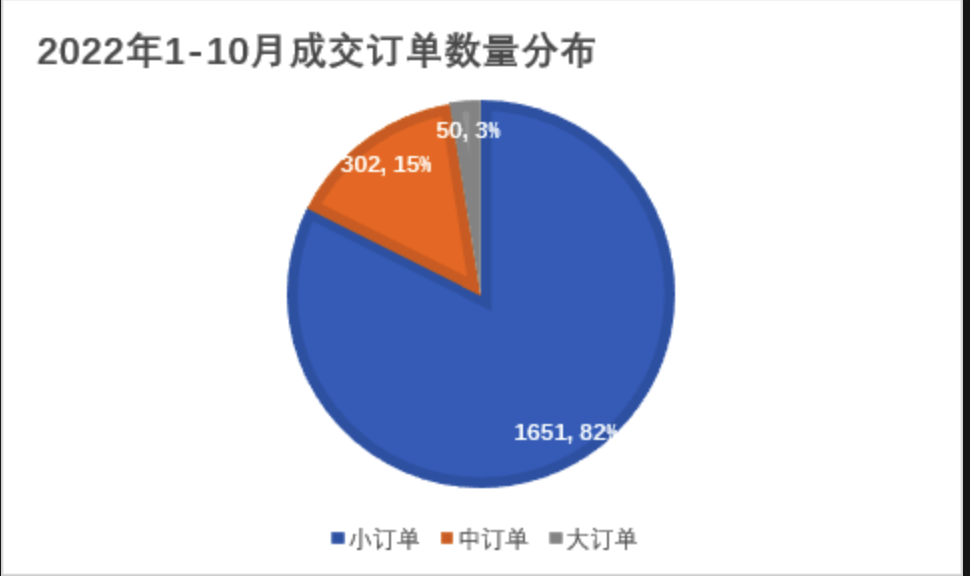 2022年1-10月成交订单数量分布
50, 3%
302, 15%
1651, 82%
小订单 中订单 大订单